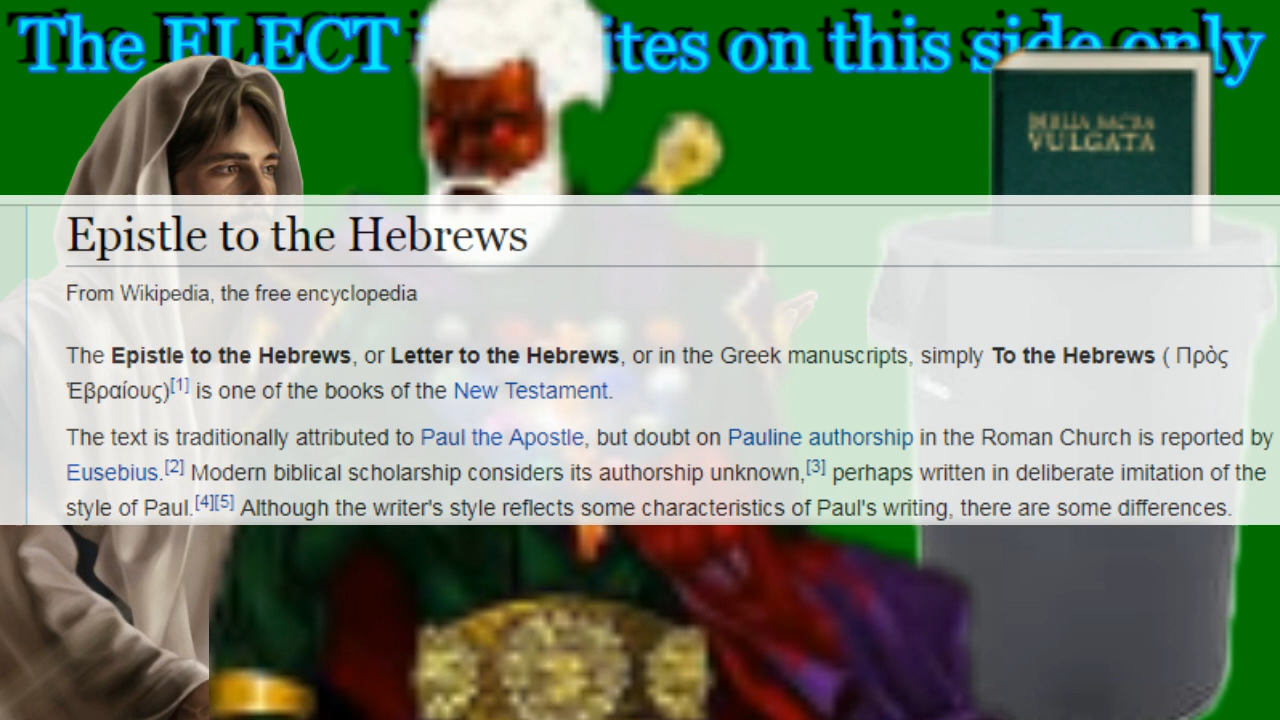 The ELECT ites on this side only
BIBLIA SACRA
VULGATA
Epistle to the Hebrews
From Wikipedia, the free encyclopedia
The Epistle to the Hebrews, or Letter to the Hebrews, or in the Greek manuscripts, simply To the Hebrews ( Πρὸς
Ἑβραίους)[1] is one of the books of the New Testament.
The text is traditionally attributed to Paul the Apostle, but doubt on Pauline authorship in the Roman Church is reported by
Eusebius.[2] Modern biblical scholarship considers its authorship unknown,[3] perhaps written in deliberate imitation of the
style of Paul.[4][5] Although the writer's style reflects some characteristics of Paul's writing, there are some differences.